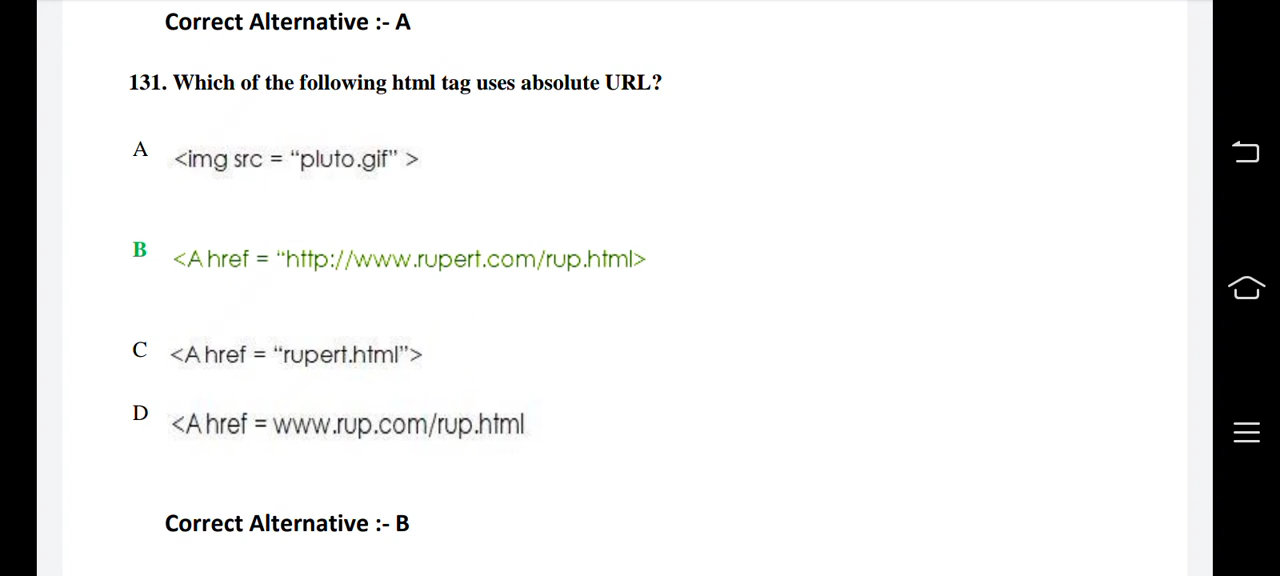 Correct Alternative :- A
131. Which of the following html tag uses absolute URL?
A <img src = “pluto.gif” >
B <A href = “http://www.rupert.com/rup.html>
C <A href = “rupert.html”>
D <A href = www.rup.com/rup.html
Correct Alternative :- B